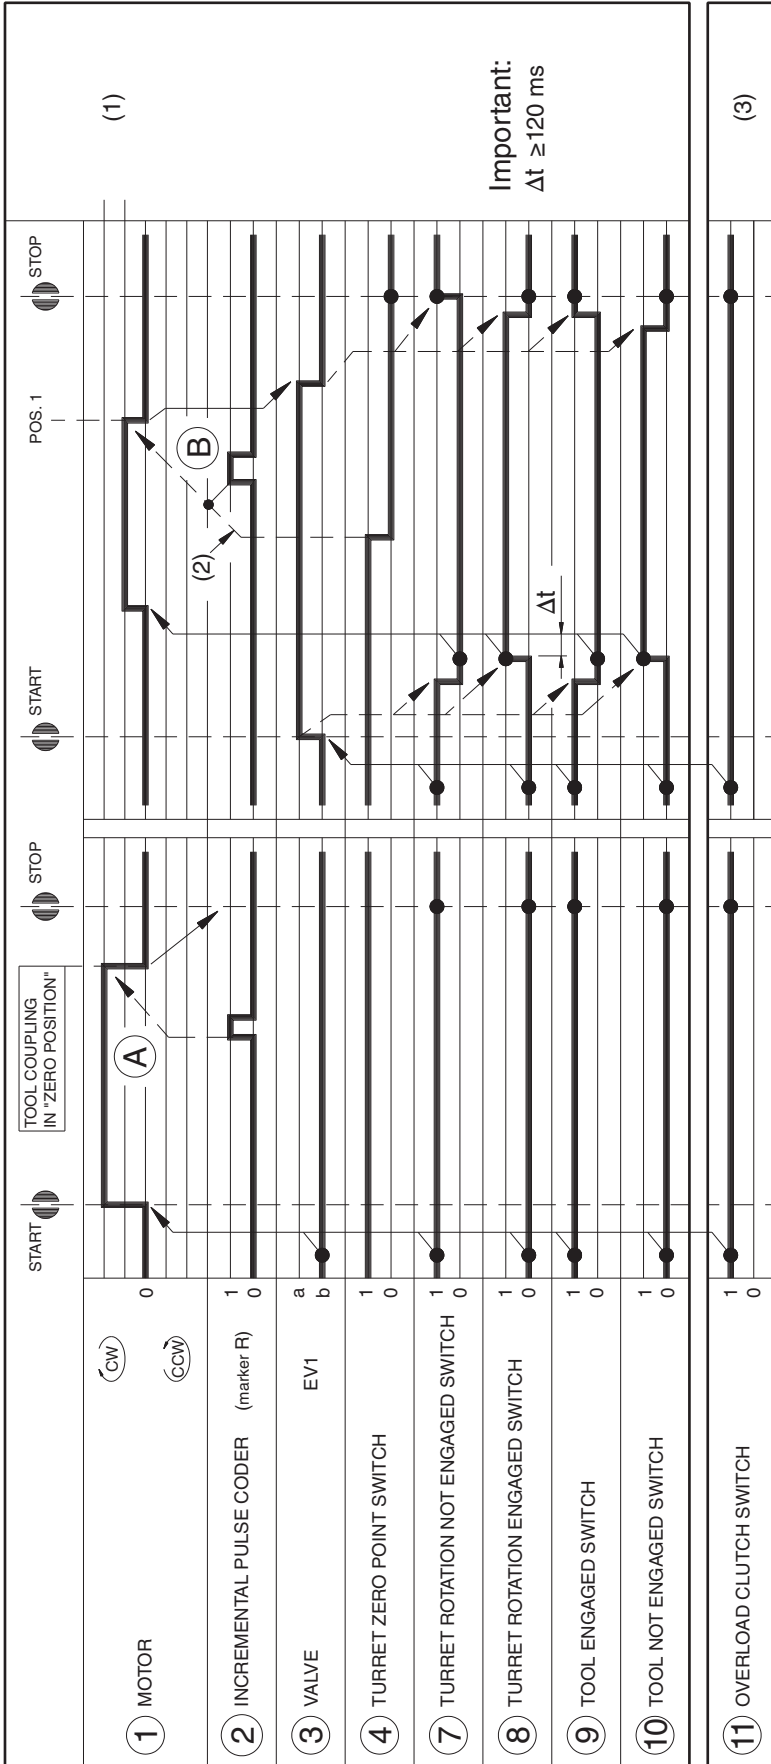 START
TOOL COUPLING
IN "ZERO POSITION"
STOP
START
POS. 1
STOP
1 MOTOR
CW
CCW
0
A
B
(1)
2 INCREMENTAL PULSE CODER (marker R)
1
0
(2)
3 VALVE
EV1
a
b
4 TURRET ZERO POINT SWITCH
1
0
7 TURRET ROTATION NOT ENGAGED SWITCH
1
0
8 TURRET ROTATION ENGAGED SWITCH
1
0
Δt
Important:
Δt ≥120 ms
9 TOOL ENGAGED SWITCH
1
0
10 TOOL NOT ENGAGED SWITCH
1
0
11 OVERLOAD CLUTCH SWITCH
1
0
(3)